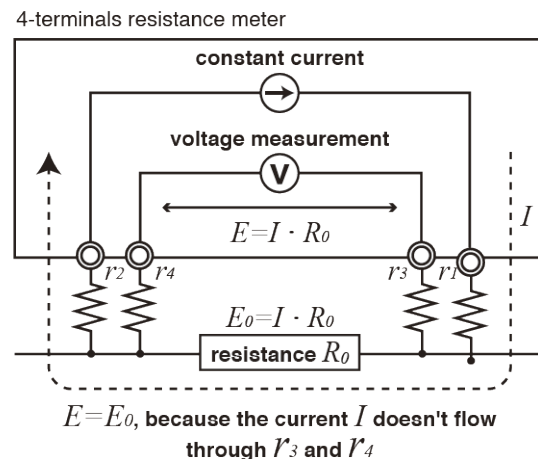 4-terminals resistance meter
constant current
voltage measurement
V
E=I · R₀
I
r₂ r₄ r₃ r₁
E₀=I · R₀
resistance R₀
E=E₀, because the current I doesn't flow
through r₃ and r₄